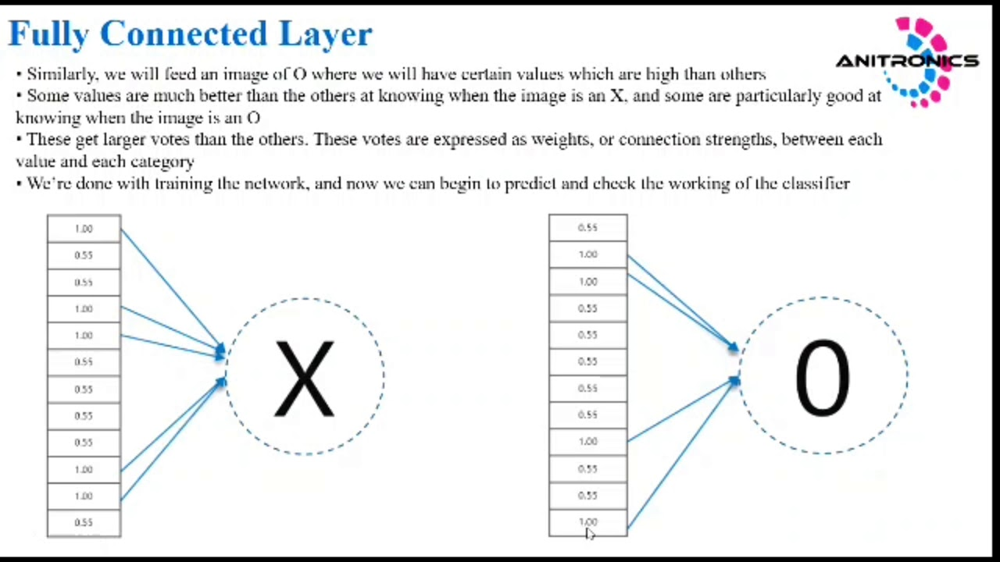 Fully Connected Layer
ANITRONICS
• Similarly, we will feed an image of O where we will have certain values which are high than others
• Some values are much better than the others at knowing when the image is an X, and some are particularly good at
knowing when the image is an O
• These get larger votes than the others. These votes are expressed as weights, or connection strengths, between each
value and each category
• We're done with training the network, and now we can begin to predict and check the working of the classifier
1.00
0.55
0.55
1.00
1.00
0.55
0.55
0.55
0.55
1.00
1.00
0.55
X
0.55
1.00
1.00
0.55
0.55
0.55
0.55
0.55
1.00
0.55
0.55
1.00
O